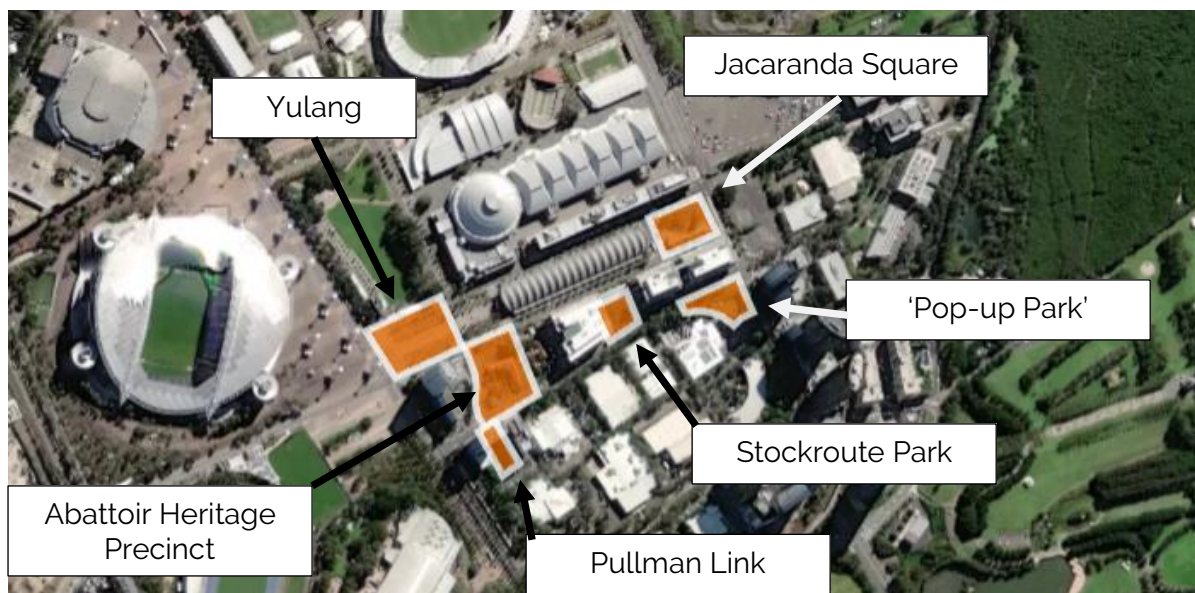 Jacaranda Square
Yulang
'Pop-up Park'
Stockroute Park
Abattoir Heritage
Precinct
Pullman Link